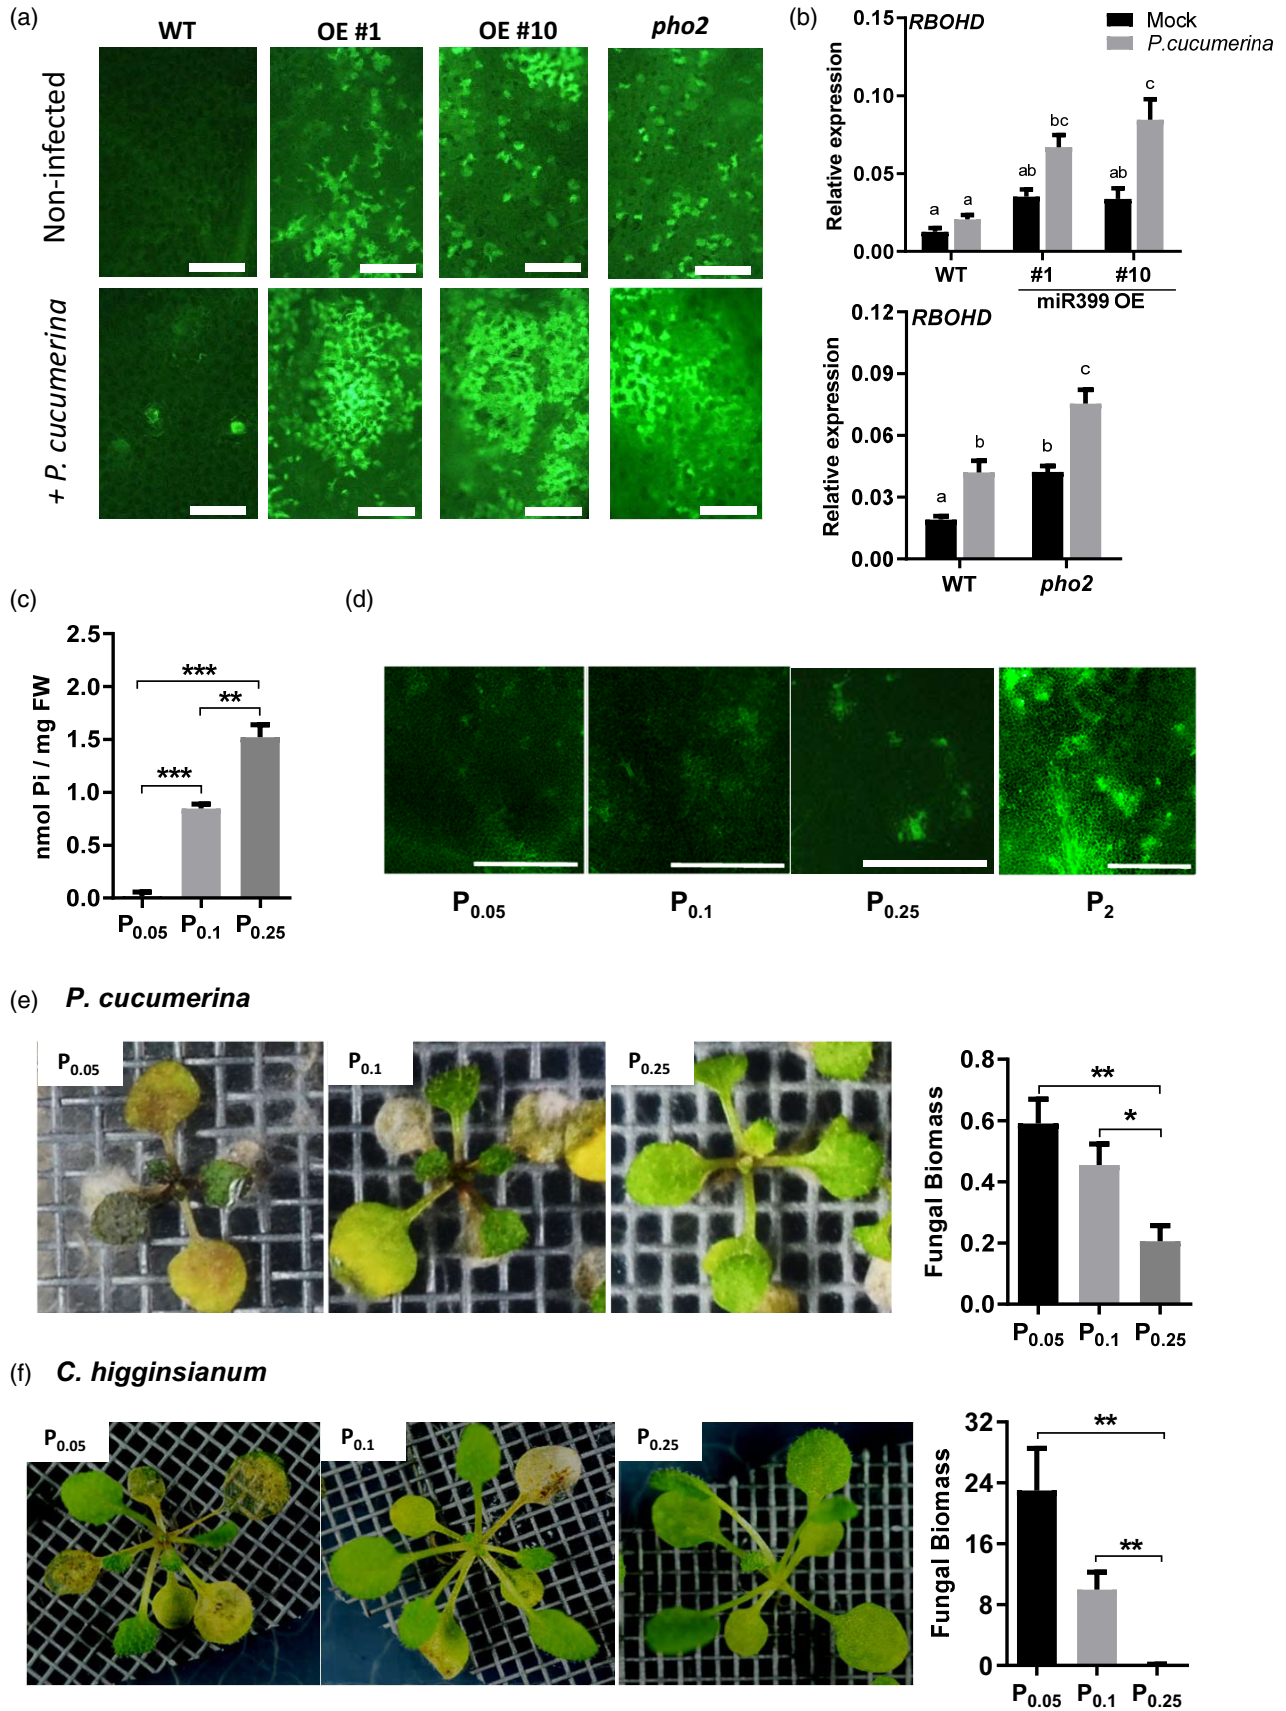 (a)
WT OE #1 OE #10 pho2
Non-infected
+ P. cucumerina
(b)
RBOHD
Mock
P.cucumerina
Relative expression
0.15
0.10
0.05
0.00
a a ab bc ab c
WT #1 #10
miR399 OE
RBOHD
Relative expression
0.12
0.09
0.06
0.03
0.00
a b b c
WT pho2
(c)
nmol Pi / mg FW
2.5
2.0
1.5
1.0
0.5
0.0
***
**
***
P0.05 P0.1 P0.25
(d)
P0.05 P0.1 P0.25 P2
(e) P. cucumerina
P0.05 P0.1 P0.25
Fungal Biomass
0.8
0.6
0.4
0.2
0.0
**
*
P0.05 P0.1 P0.25
(f) C. higginsianum
P0.05 P0.1 P0.25
Fungal Biomass
32
24
16
8
0
**
**
P0.05 P0.1 P0.25